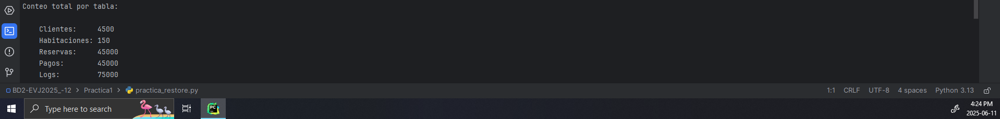 Conteo total por tabla:
Clientes: 4500
Habitaciones: 150
Reservas: 45000
Pagos: 45000
Logs: 75000
BD2-EVJ2025_-12 > Practica1 > practica_restore.py 1:1 CRLF UTF-8 4 spaces Python 3.13
Type here to search PC 4:24 PM
2025-06-11